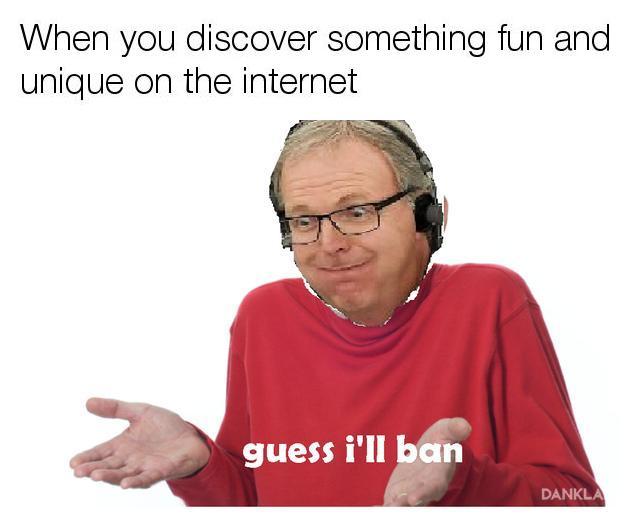 When you discover something fun and
unique on the internet
guess i'll ban
DANKLA